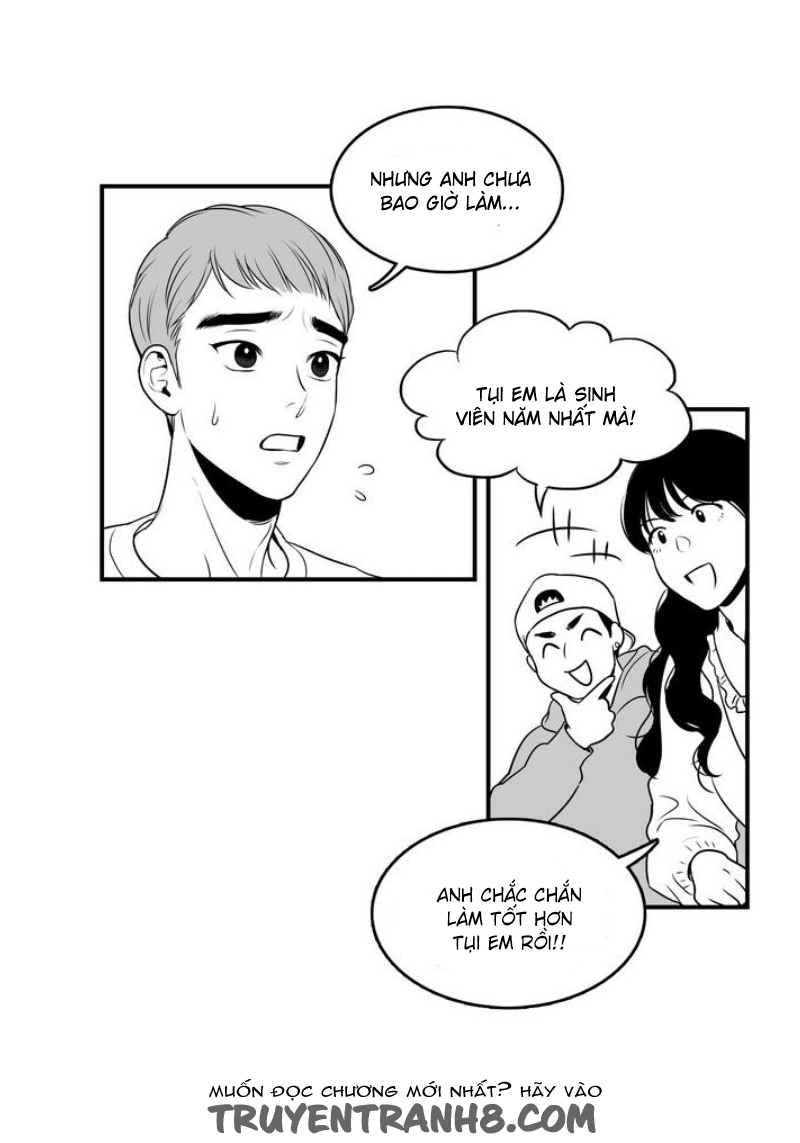 NHƯNG ANH CHƯA
BAO GIỜ LÀM...
TỤI EM LÀ SINH
VIÊN NĂM NHẤT MÀ!
ANH CHẮC CHẮN
LÀM TỐT HƠN
TỤI EM RỒI!!
MUỐN ĐỌC CHƯƠNG MỚI NHẤT? HÃY VÀO
TRUYENTRANH8.COM